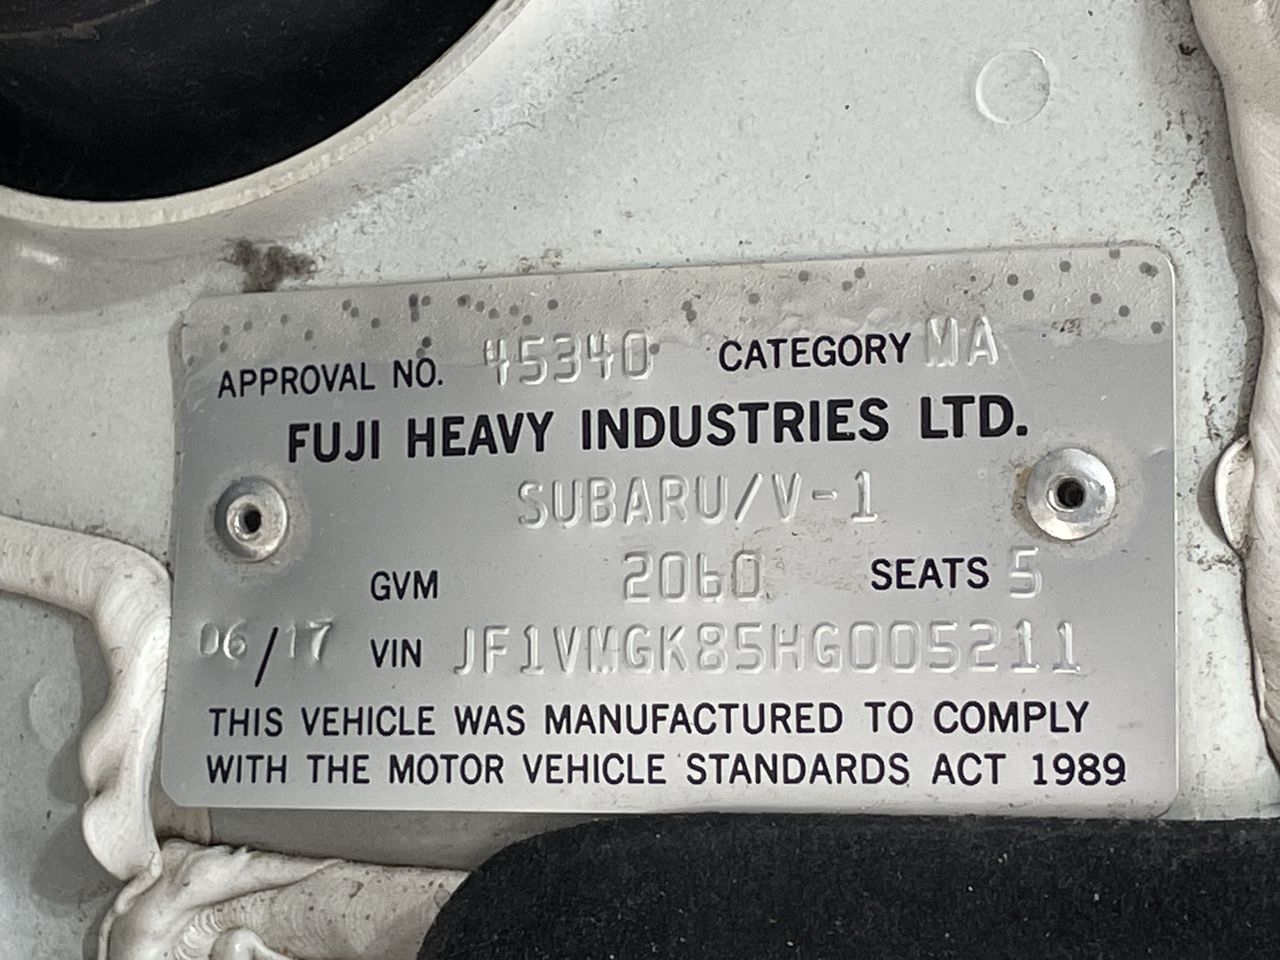 APPROVAL NO. 45340 CATEGORY MA
FUJI HEAVY INDUSTRIES LTD.
SUBARU/V-1
GVM 2060 SEATS 5
06/17 VIN JF1VMGK85HG005211
THIS VEHICLE WAS MANUFACTURED TO COMPLY
WITH THE MOTOR VEHICLE STANDARDS ACT 1989